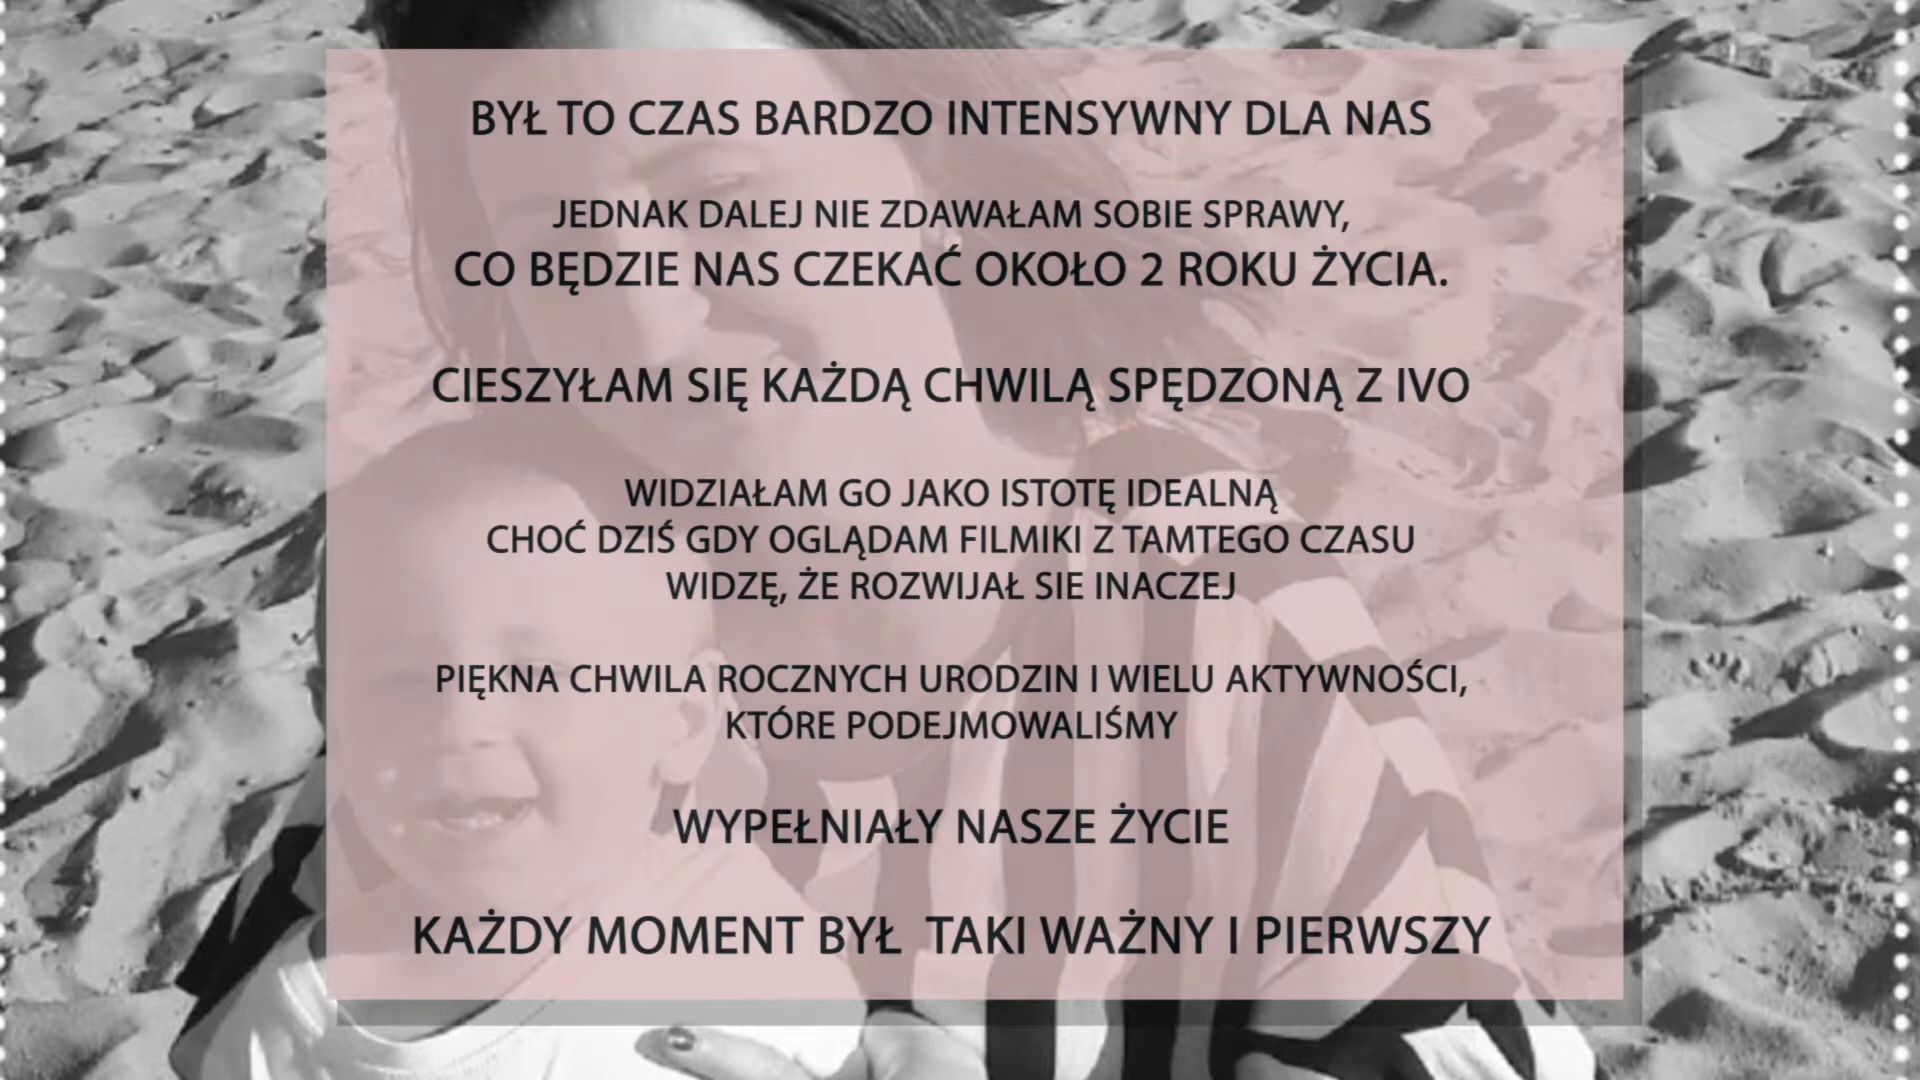 BYŁ TO CZAS BARDZO INTENSYWNY DLA NAS
JEDNAK DALEJ NIE ZDAWAŁAM SOBIE SPRAWY,
CO BĘDZIE NAS CZEKAĆ OKOŁO 2 ROKU ŻYCIA.
CIESZYŁAM SIĘ KAŻDĄ CHWILĄ SPĘDZONĄ Z IVO
WIDZIAŁAM GO JAKO ISTOTĘ IDEALNĄ
CHOĆ DZIŚ GDY OGLĄDAM FILMIKI Z TAMTEGO CZASU
WIDZĘ, ŻE ROZWIJAŁ SIE INACZEJ
PIĘKNA CHWILA ROCZNYCH URODZIN I WIELU AKTYWNOŚCI,
KTÓRE PODEJMOWALIŚMY
WYPEŁNIAŁY NASZE ŻYCIE
KAŻDY MOMENT BYŁ  TAKI WAŻNY I PIERWSZY